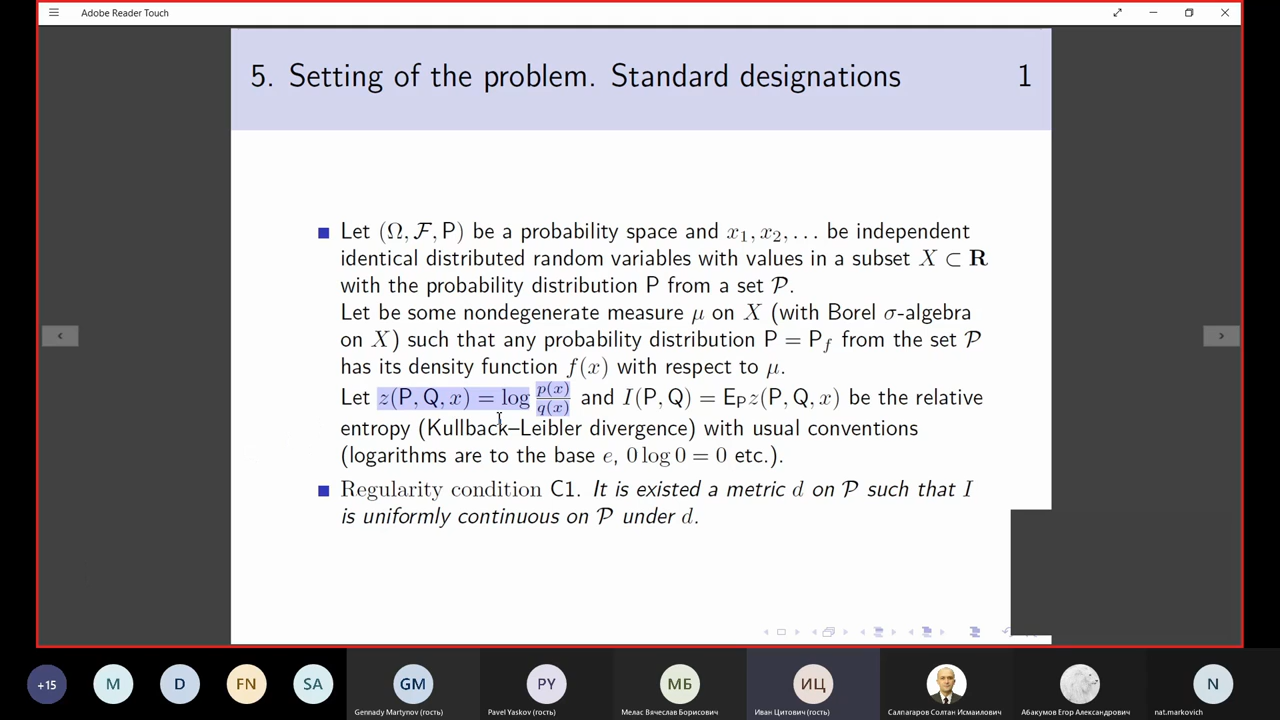 Adobe Reader Touch
5. Setting of the problem. Standard designations 1
Let (Ω, ℱ, P) be a probability space and x₁, x₂, … be independent
identical distributed random variables with values in a subset X ⊂ R
with the probability distribution P from a set 𝒫.
Let be some nondegenerate measure μ on X (with Borel σ-algebra
on X) such that any probability distribution P = P_f from the set 𝒫
has its density function f(x) with respect to μ.
Let z(P, Q, x) = log p(x)/q(x) and I(P, Q) = E_P z(P, Q, x) be the relative
entropy (Kullback–Leibler divergence) with usual conventions
(logarithms are to the base e, 0 log 0 = 0 etc.).
Regularity condition C1. It is existed a metric d on 𝒫 such that I
is uniformly continuous on 𝒫 under d.
+15 M D FN SA GM PY МБ ИЦ N
Gennady Martynov (гость) Pavel Yaskov (гость) Мелас Вячеслав Борисович Иван Цитович (гость) Салпагаров Солтан Исмаилович Абакумов Егор Александрович nat.markovich